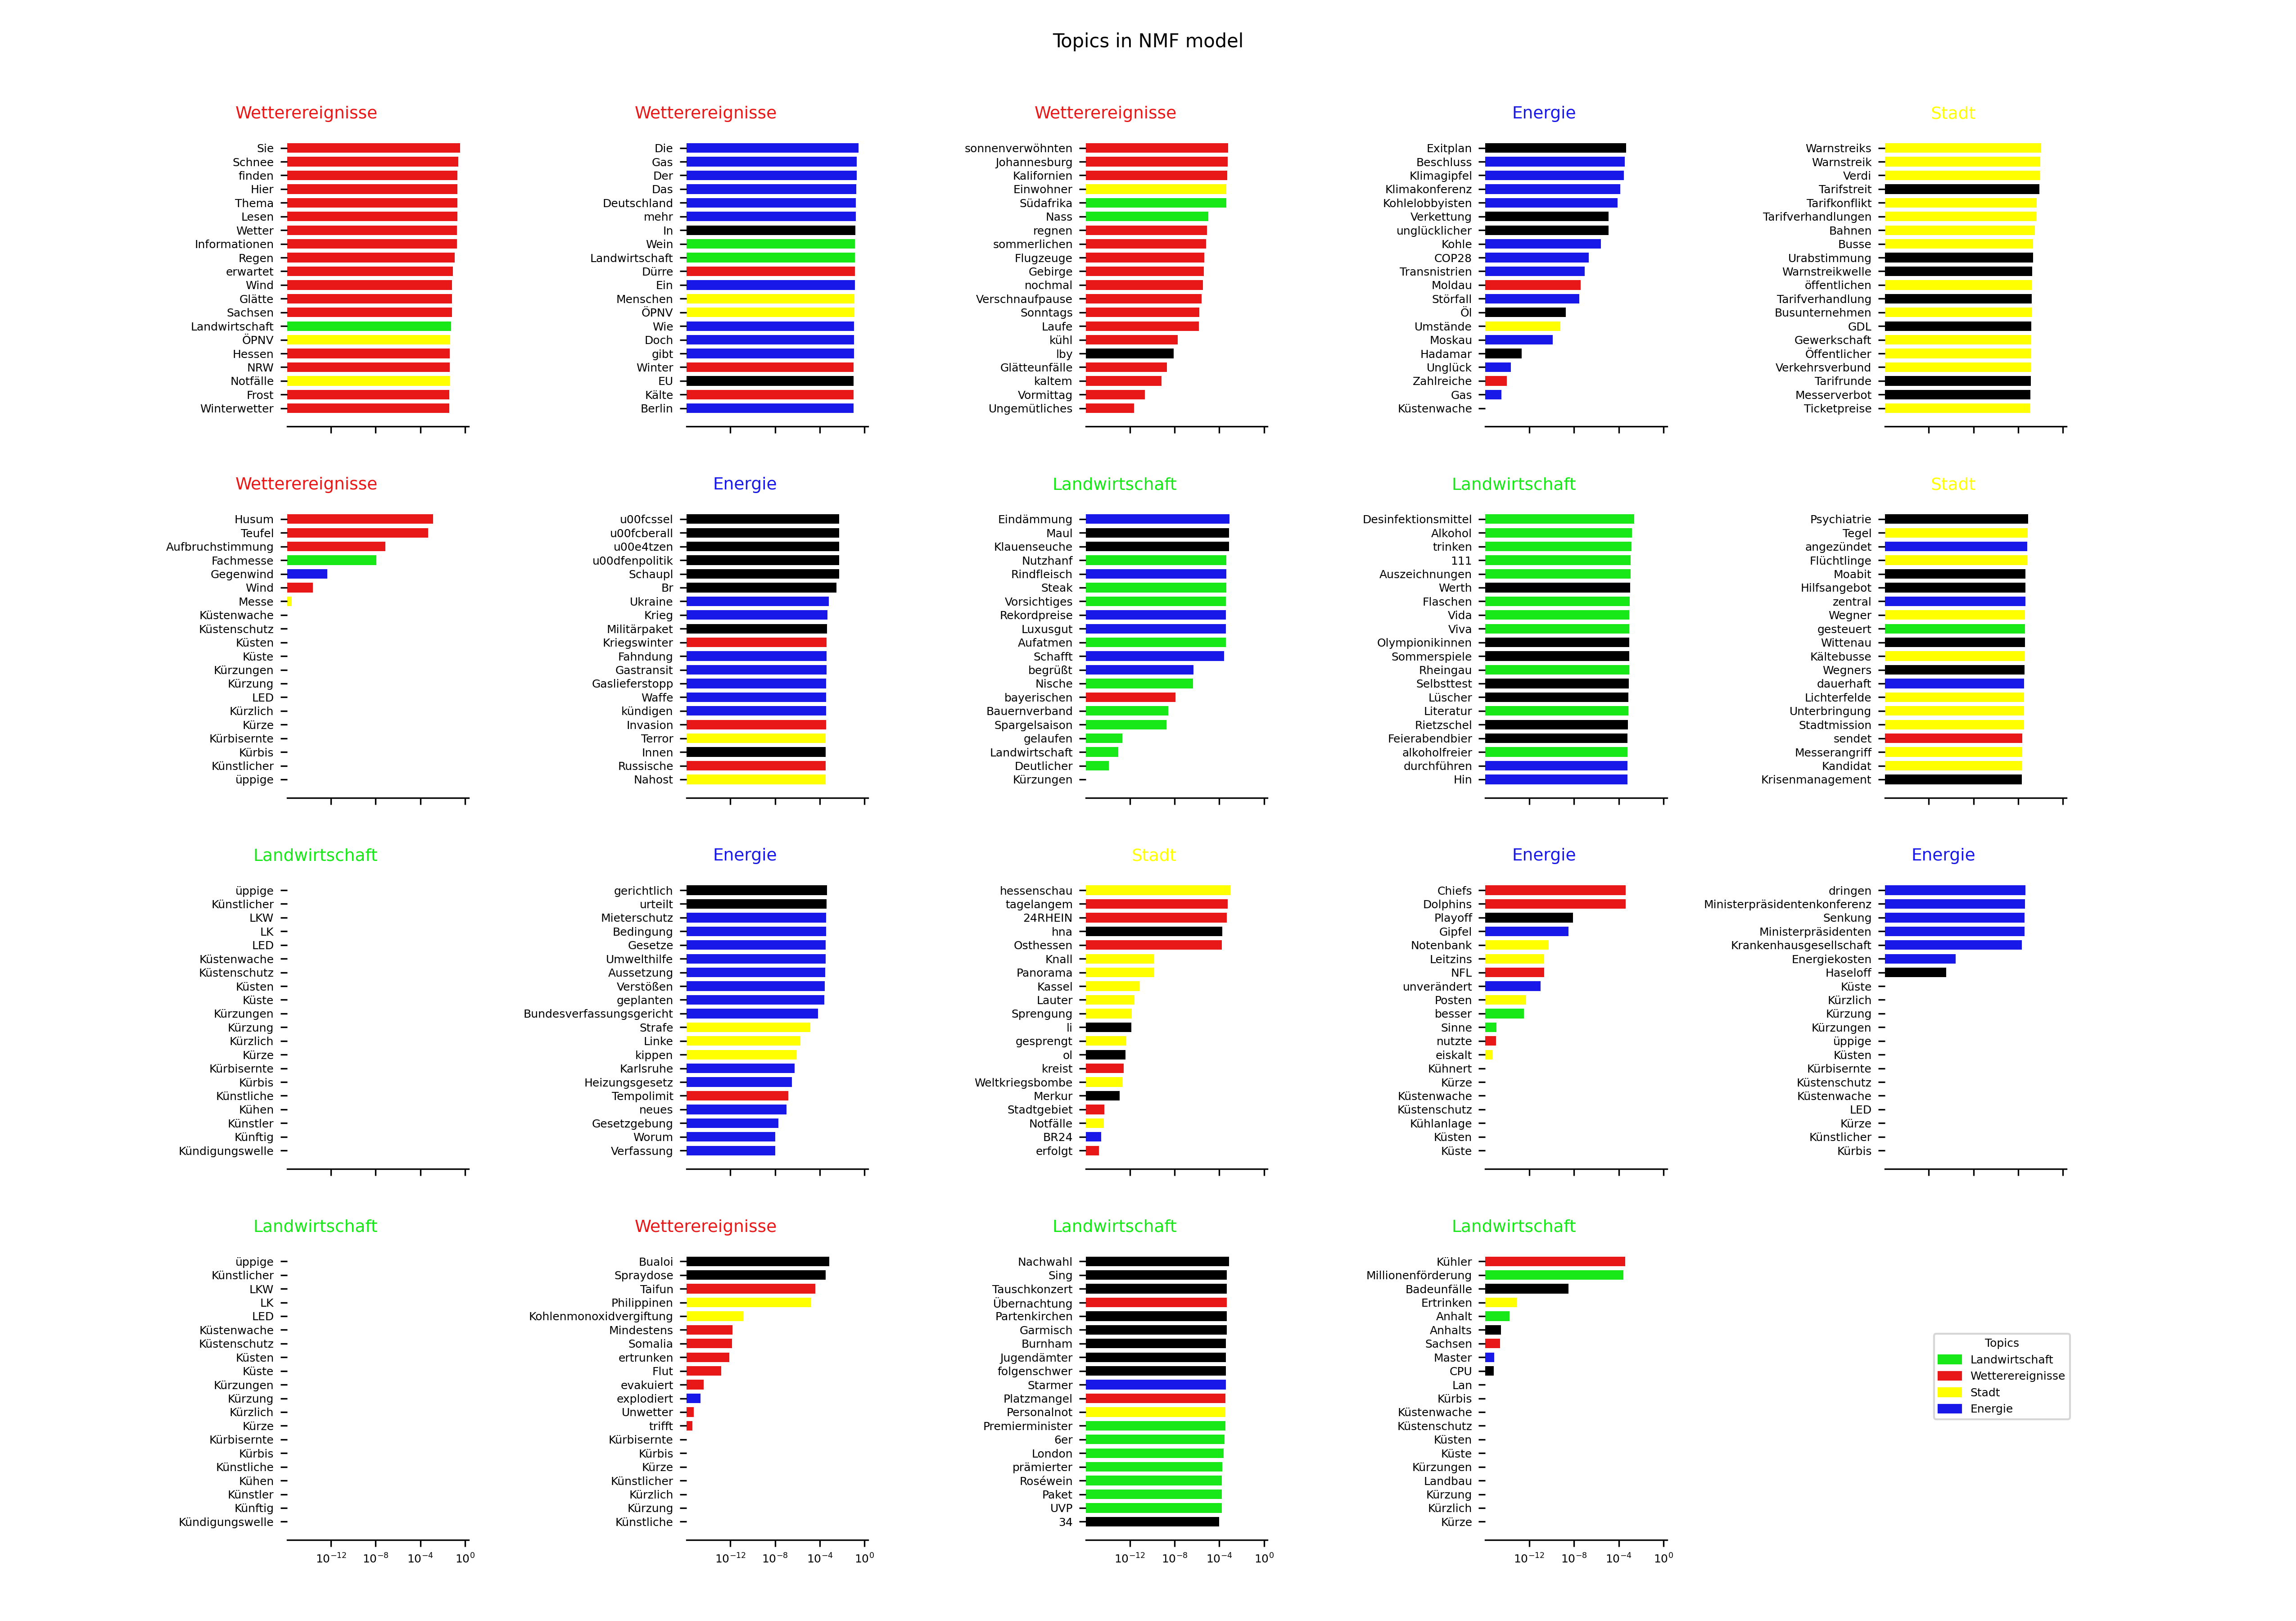 Topics in NMF model
Wetterereignisse
Sie
Schnee
finden
Hier
Thema
Lesen
Wetter
Informationen
Regen
erwartet
Wind
Glätte
Sachsen
Landwirtschaft
ÖPNV
Hessen
NRW
Notfälle
Frost
Winterwetter
Wetterereignisse
Die
Gas
Der
Das
Deutschland
mehr
In
Wein
Landwirtschaft
Dürre
Ein
Menschen
ÖPNV
Wie
Doch
gibt
Winter
EU
Kälte
Berlin
Wetterereignisse
sonnenverwöhnten
Johannesburg
Kalifornien
Einwohner
Südafrika
Nass
regnen
sommerlichen
Flugzeuge
Gebirge
nochmal
Verschnaufpause
Sonntags
Laufe
kühl
lby
Glätteunfälle
kaltem
Vormittag
Ungemütliches
Energie
Exitplan
Beschluss
Klimagipfel
Klimakonferenz
Kohlelobbyisten
Verkettung
unglücklicher
Kohle
COP28
Transnistrien
Moldau
Störfall
Öl
Umstände
Moskau
Hadamar
Unglück
Zahlreiche
Gas
Küstenwache
Stadt
Warnstreiks
Warnstreik
Verdi
Tarifstreit
Tarifkonflikt
Tarifverhandlungen
Bahnen
Busse
Urabstimmung
Warnstreikwelle
öffentlichen
Tarifverhandlung
Busunternehmen
GDL
Gewerkschaft
Öffentlicher
Verkehrsverbund
Tarifrunde
Messerverbot
Ticketpreise
Wetterereignisse
Husum
Teufel
Aufbruchstimmung
Fachmesse
Gegenwind
Wind
Messe
Küstenwache
Küstenschutz
Küsten
Küste
Kürzungen
Kürzung
LED
Kürzlich
Kürze
Kürbisernte
Kürbis
Künstlicher
üppige
Energie
u00fcssel
u00fcberall
u00e4tzen
u00dfenpolitik
Schaupl
Br
Ukraine
Krieg
Militärpaket
Kriegswinter
Fahndung
Gastransit
Gaslieferstopp
Waffe
kündigen
Invasion
Terror
Innen
Russische
Nahost
Landwirtschaft
Eindämmung
Maul
Klauenseuche
Nutzhanf
Rindfleisch
Steak
Vorsichtiges
Rekordpreise
Luxusgut
Aufatmen
Schafft
begrüßt
Nische
bayerischen
Bauernverband
Spargelsaison
gelaufen
Landwirtschaft
Deutlicher
Kürzungen
Landwirtschaft
Desinfektionsmittel
Alkohol
trinken
111
Auszeichnungen
Werth
Flaschen
Vida
Viva
Olympionikinnen
Sommerspiele
Rheingau
Selbsttest
Lüscher
Literatur
Rietzschel
Feierabendbier
alkoholfreier
durchführen
Hin
Stadt
Psychiatrie
Tegel
angezündet
Flüchtlinge
Moabit
Hilfsangebot
zentral
Wegner
gesteuert
Wittenau
Kältebusse
Wegners
dauerhaft
Lichterfelde
Unterbringung
Stadtmission
sendet
Messerangriff
Kandidat
Krisenmanagement
Landwirtschaft
üppige
Künstlicher
LKW
LK
LED
Küstenwache
Küstenschutz
Küsten
Küste
Kürzungen
Kürzung
Kürzlich
Kürze
Kürbisernte
Kürbis
Künstliche
Kühen
Künstler
Künftig
Kündigungswelle
Energie
gerichtlich
urteilt
Mieterschutz
Bedingung
Gesetze
Umwelthilfe
Aussetzung
Verstößen
geplanten
Bundesverfassungsgericht
Strafe
Linke
kippen
Karlsruhe
Heizungsgesetz
Tempolimit
neues
Gesetzgebung
Worum
Verfassung
Stadt
hessenschau
tagelangem
24RHEIN
hna
Osthessen
Knall
Panorama
Kassel
Lauter
Sprengung
li
gesprengt
ol
kreist
Weltkriegsbombe
Merkur
Stadtgebiet
Notfälle
BR24
erfolgt
Energie
Chiefs
Dolphins
Playoff
Gipfel
Notenbank
Leitzins
NFL
unverändert
Posten
besser
Sinne
nutzte
eiskalt
Kühnert
Kürze
Küstenwache
Küstenschutz
Kühlanlage
Küsten
Küste
Energie
dringen
Ministerpräsidentenkonferenz
Senkung
Ministerpräsidenten
Krankenhausgesellschaft
Energiekosten
Haseloff
Küste
Kürzlich
Kürzung
Kürzungen
üppige
Küsten
Kürbisernte
Küstenschutz
Küstenwache
LED
Kürze
Künstlicher
Kürbis
Landwirtschaft
üppige
Künstlicher
LKW
LK
LED
Küstenwache
Küstenschutz
Küsten
Küste
Kürzungen
Kürzung
Kürzlich
Kürze
Kürbisernte
Kürbis
Künstliche
Kühen
Künstler
Künftig
Kündigungswelle
10⁻¹² 10⁻⁸ 10⁻⁴ 10⁰
Wetterereignisse
Bualoi
Spraydose
Taifun
Philippinen
Kohlenmonoxidvergiftung
Mindestens
Somalia
ertrunken
Flut
evakuiert
explodiert
Unwetter
trifft
Kürbisernte
Kürbis
Kürze
Künstlicher
Kürzlich
Kürzung
Künstliche
10⁻¹² 10⁻⁸ 10⁻⁴ 10⁰
Landwirtschaft
Nachwahl
Sing
Tauschkonzert
Übernachtung
Partenkirchen
Garmisch
Burnham
Jugendämter
folgenschwer
Starmer
Platzmangel
Personalnot
Premierminister
6er
London
prämierter
Roséwein
Paket
UVP
34
10⁻¹² 10⁻⁸ 10⁻⁴ 10⁰
Landwirtschaft
Kühler
Millionenförderung
Badeunfälle
Ertrinken
Anhalt
Anhalts
Sachsen
Master
CPU
Lan
Kürbis
Küstenwache
Küstenschutz
Küsten
Küste
Kürzungen
Landbau
Kürzung
Kürzlich
Kürze
10⁻¹² 10⁻⁸ 10⁻⁴ 10⁰
Topics
Landwirtschaft
Wetterereignisse
Stadt
Energie